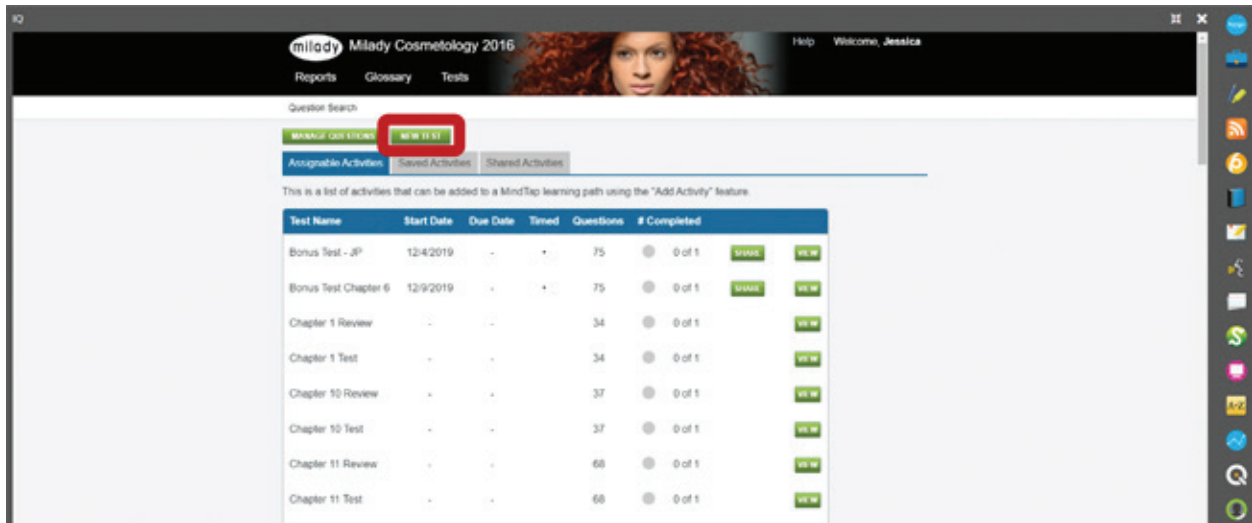 IQ
milady Milady Cosmetology 2016
Help Welcome, Jessica
Reports Glossary Tests
Question Search
MANAGE QUESTIONS NEW TEST
Assignable Activities Saved Activities Shared Activities
This is a list of activities that can be added to a MindTap learning path using the "Add Activity" feature.
Test Name Start Date Due Date Timed Questions # Completed
Bonus Test - JP 12/4/2019 - • 75 0 of 1 SHARE VIEW
Bonus Test Chapter 6 12/9/2019 - • 75 0 of 1 SHARE VIEW
Chapter 1 Review - - 34 0 of 1 VIEW
Chapter 1 Test - - 34 0 of 1 VIEW
Chapter 10 Review - - 37 0 of 1 VIEW
Chapter 10 Test - - 37 0 of 1 VIEW
Chapter 11 Review - - 68 0 of 1 VIEW
Chapter 11 Test - - 68 0 of 1 VIEW
A-Z